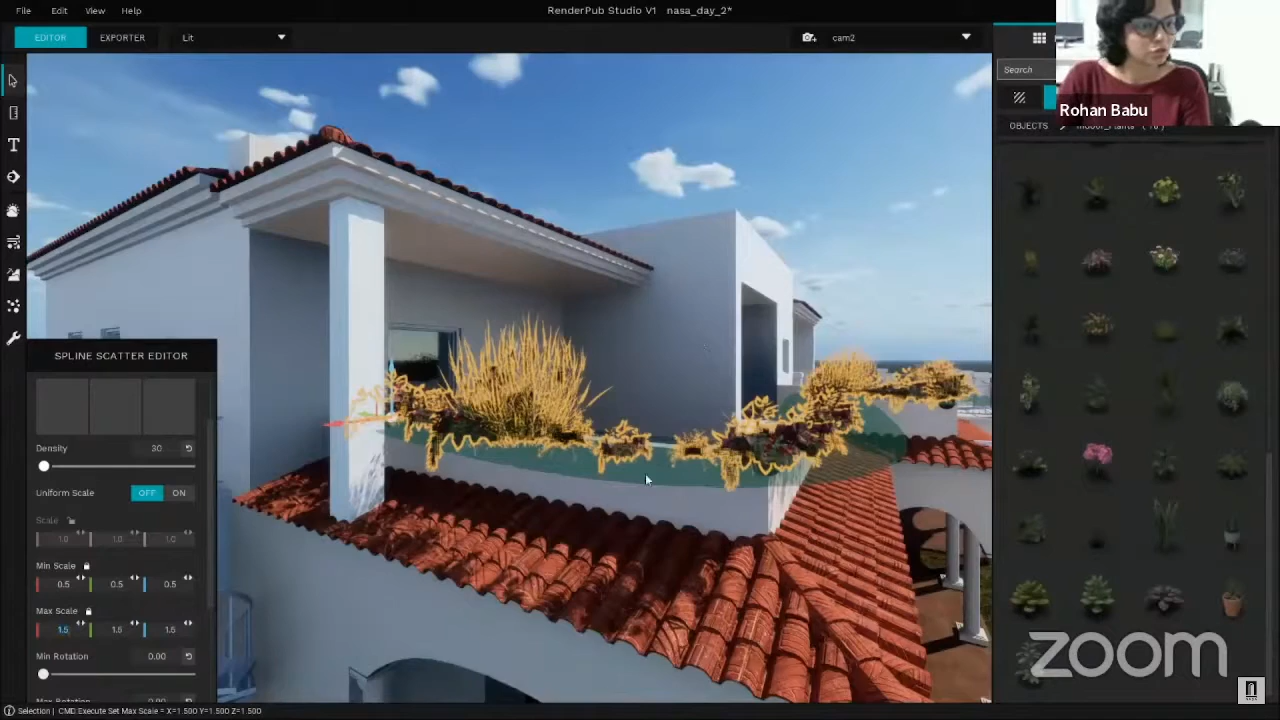 File Edit View Help
RenderPub Studio V1 nasa_day_2*
EDITOR EXPORTER Lit
cam2
Search
Rohan Babu
OBJECTS
SPLINE SCATTER EDITOR
Density 30
Uniform Scale OFF ON
Scale
1.0 1.0 1.0
Min Scale
0.5 0.5 0.5
Max Scale
1.5 1.5 1.5
Min Rotation 0.00
zoom
Selection | CMD Execute Set Max Scale = X=1.500 Y=1.500 Z=1.500